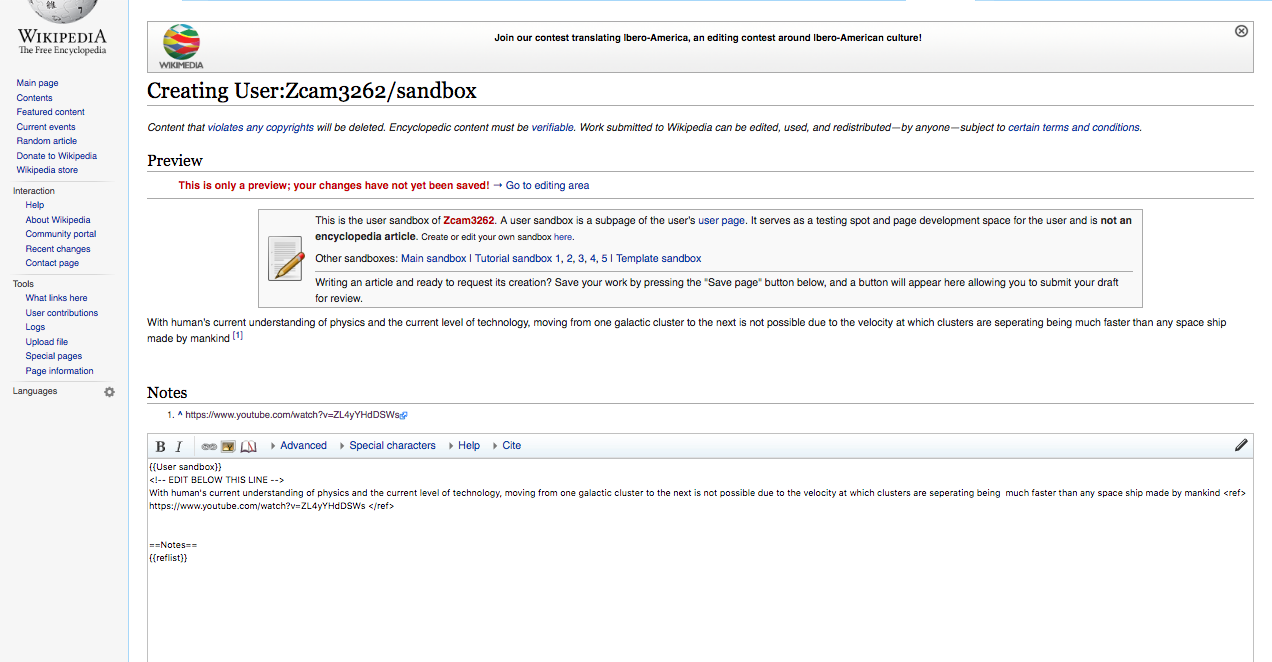 WIKIPEDIA
The Free Encyclopedia
Main page
Contents
Featured content
Current events
Random article
Donate to Wikipedia
Wikipedia store
Interaction
Help
About Wikipedia
Community portal
Recent changes
Contact page
Tools
What links here
User contributions
Logs
Upload file
Special pages
Page information
Languages
WIKIMEDIA
Join our contest translating Ibero-America, an editing contest around Ibero-American culture!
Creating User:Zcam3262/sandbox
Content that violates any copyrights will be deleted. Encyclopedic content must be verifiable. Work submitted to Wikipedia can be edited, used, and redistributed—by anyone—subject to certain terms and conditions.
Preview
This is only a preview; your changes have not yet been saved! → Go to editing area
This is the user sandbox of Zcam3262. A user sandbox is a subpage of the user's user page. It serves as a testing spot and page development space for the user and is not an
encyclopedia article. Create or edit your own sandbox here.
Other sandboxes: Main sandbox | Tutorial sandbox 1, 2, 3, 4, 5 | Template sandbox
Writing an article and ready to request its creation? Save your work by pressing the "Save page" button below, and a button will appear here allowing you to submit your draft
for review.
With human's current understanding of physics and the current level of technology, moving from one galactic cluster to the next is not possible due to the velocity at which clusters are seperating being much faster than any space ship
made by mankind [1]
Notes
1. ^ https://www.youtube.com/watch?v=ZL4yYHdDSWs
B I Advanced Special characters Help Cite
{{User sandbox}}
<!-- EDIT BELOW THIS LINE -->
With human's current understanding of physics and the current level of technology, moving from one galactic cluster to the next is not possible due to the velocity at which clusters are seperating being  much faster than any space ship made by mankind <ref>
https://www.youtube.com/watch?v=ZL4yYHdDSWs </ref>
==Notes==
{{reflist}}